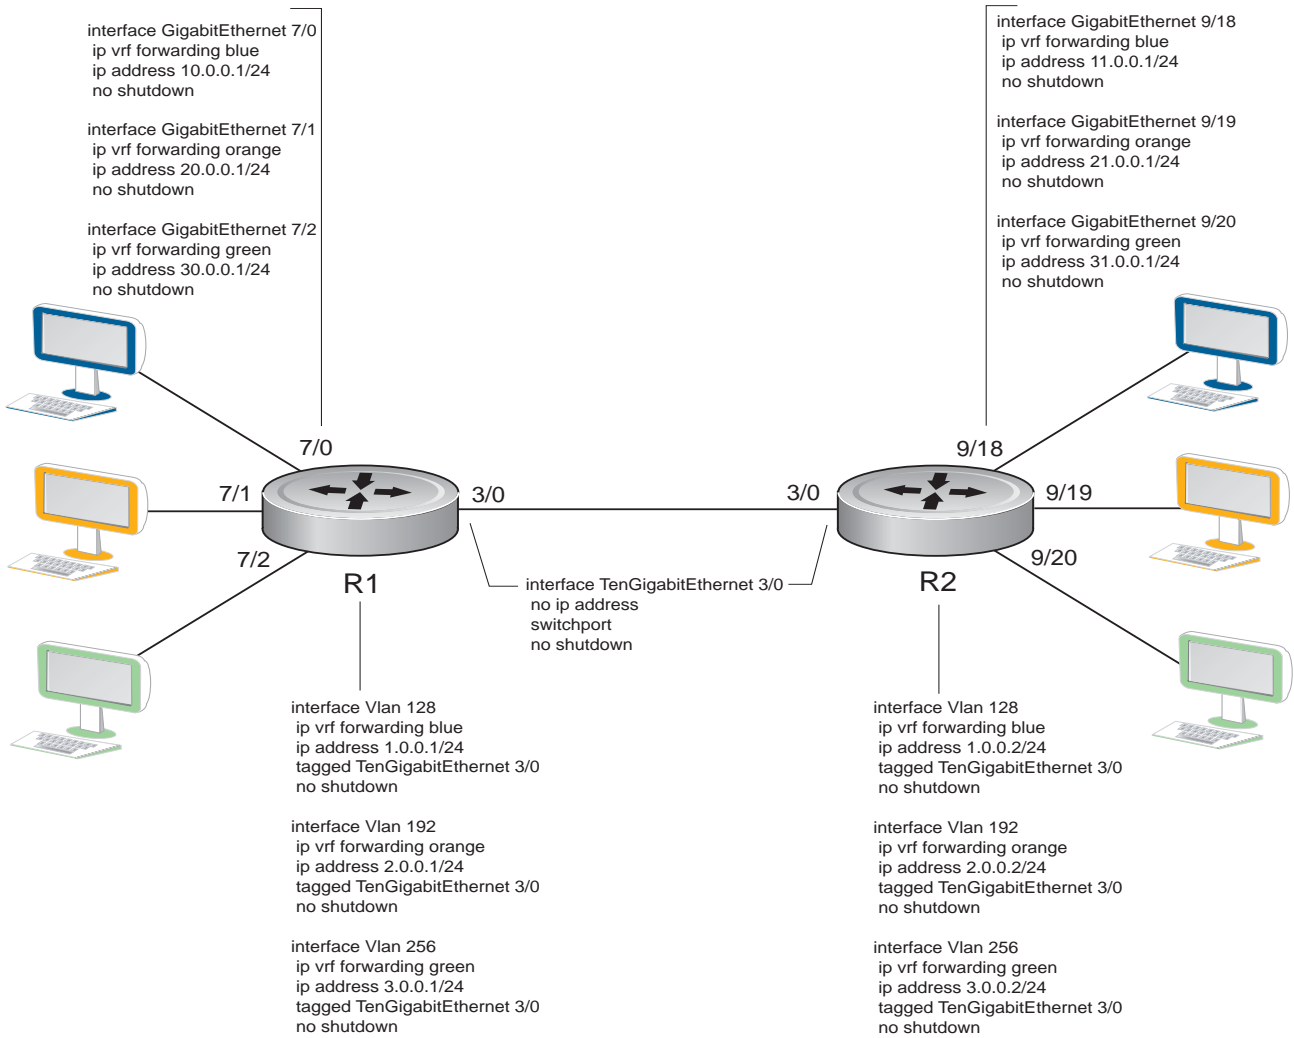 interface GigabitEthernet 7/0
ip vrf forwarding blue
ip address 10.0.0.1/24
no shutdown
interface GigabitEthernet 7/1
ip vrf forwarding orange
ip address 20.0.0.1/24
no shutdown
interface GigabitEthernet 7/2
ip vrf forwarding green
ip address 30.0.0.1/24
no shutdown
interface GigabitEthernet 9/18
ip vrf forwarding blue
ip address 11.0.0.1/24
no shutdown
interface GigabitEthernet 9/19
ip vrf forwarding orange
ip address 21.0.0.1/24
no shutdown
interface GigabitEthernet 9/20
ip vrf forwarding green
ip address 31.0.0.1/24
no shutdown
7/0
7/1
7/2
3/0
R1
3/0
9/18
9/19
9/20
R2
interface TenGigabitEthernet 3/0
no ip address
switchport
no shutdown
interface Vlan 128
ip vrf forwarding blue
ip address 1.0.0.1/24
tagged TenGigabitEthernet 3/0
no shutdown
interface Vlan 192
ip vrf forwarding orange
ip address 2.0.0.1/24
tagged TenGigabitEthernet 3/0
no shutdown
interface Vlan 256
ip vrf forwarding green
ip address 3.0.0.1/24
tagged TenGigabitEthernet 3/0
no shutdown
interface Vlan 128
ip vrf forwarding blue
ip address 1.0.0.2/24
tagged TenGigabitEthernet 3/0
no shutdown
interface Vlan 192
ip vrf forwarding orange
ip address 2.0.0.2/24
tagged TenGigabitEthernet 3/0
no shutdown
interface Vlan 256
ip vrf forwarding green
ip address 3.0.0.2/24
tagged TenGigabitEthernet 3/0
no shutdown